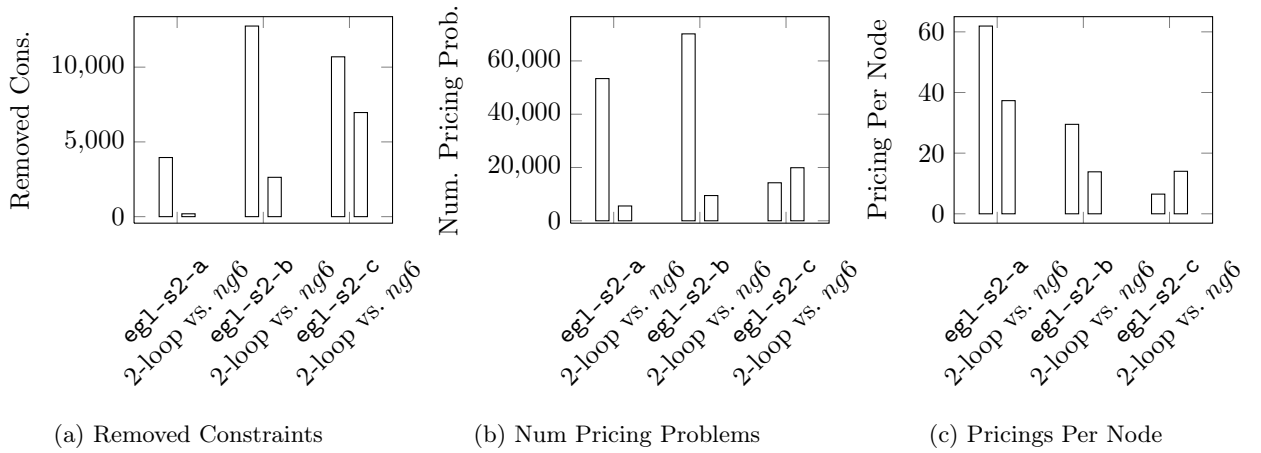 Removed Cons.
10,000
5,000
0
egl-s2-a
2-loop vs. ng6
egl-s2-b
2-loop vs. ng6
egl-s2-c
2-loop vs. ng6
(a) Removed Constraints
Num. Pricing Prob.
60,000
40,000
20,000
0
egl-s2-a
2-loop vs. ng6
egl-s2-b
2-loop vs. ng6
egl-s2-c
2-loop vs. ng6
(b) Num Pricing Problems
Pricing Per Node
60
40
20
0
egl-s2-a
2-loop vs. ng6
egl-s2-b
2-loop vs. ng6
egl-s2-c
2-loop vs. ng6
(c) Pricings Per Node